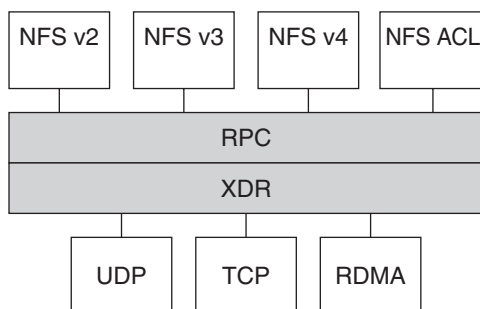 NFS v2 NFS v3 NFS v4 NFS ACL
RPC
XDR
UDP TCP RDMA